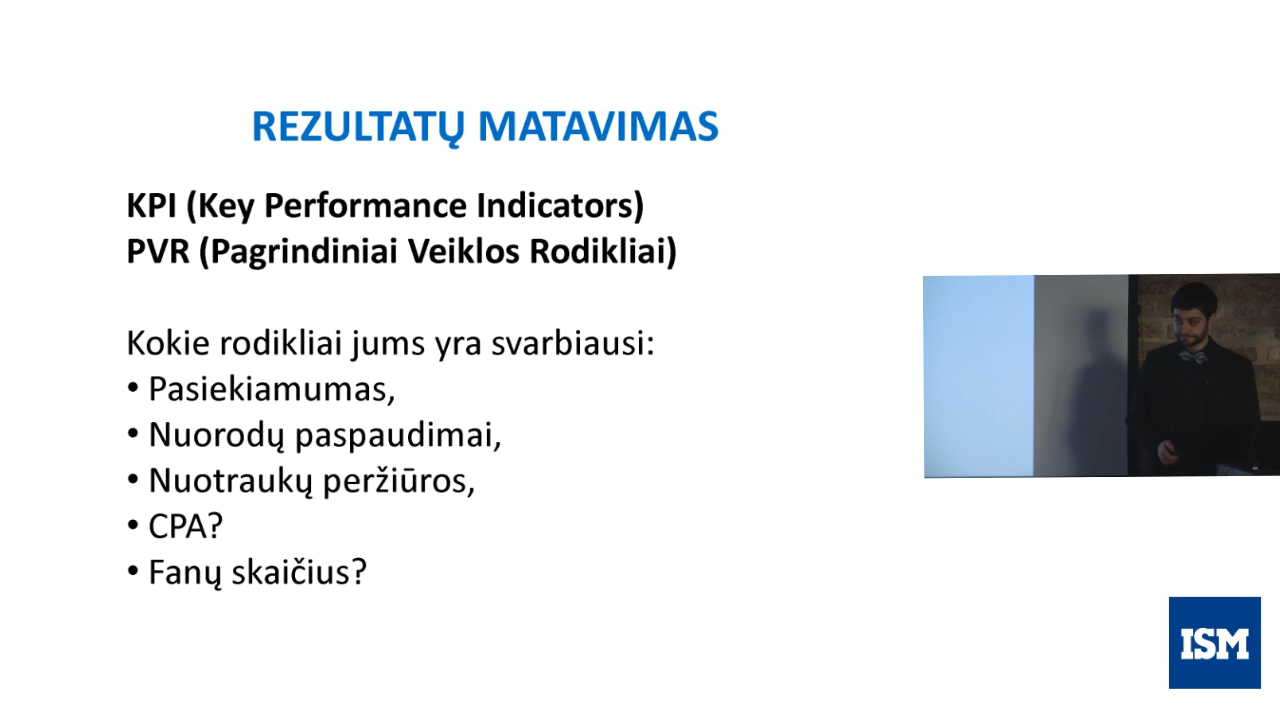 REZULTATŲ MATAVIMAS
KPI (Key Performance Indicators)
PVR (Pagrindiniai Veiklos Rodikliai)
Kokie rodikliai jums yra svarbiausi:
• Pasiekiamumas,
• Nuorodų paspaudimai,
• Nuotraukų peržiūros,
• CPA?
• Fanų skaičius?
ISM